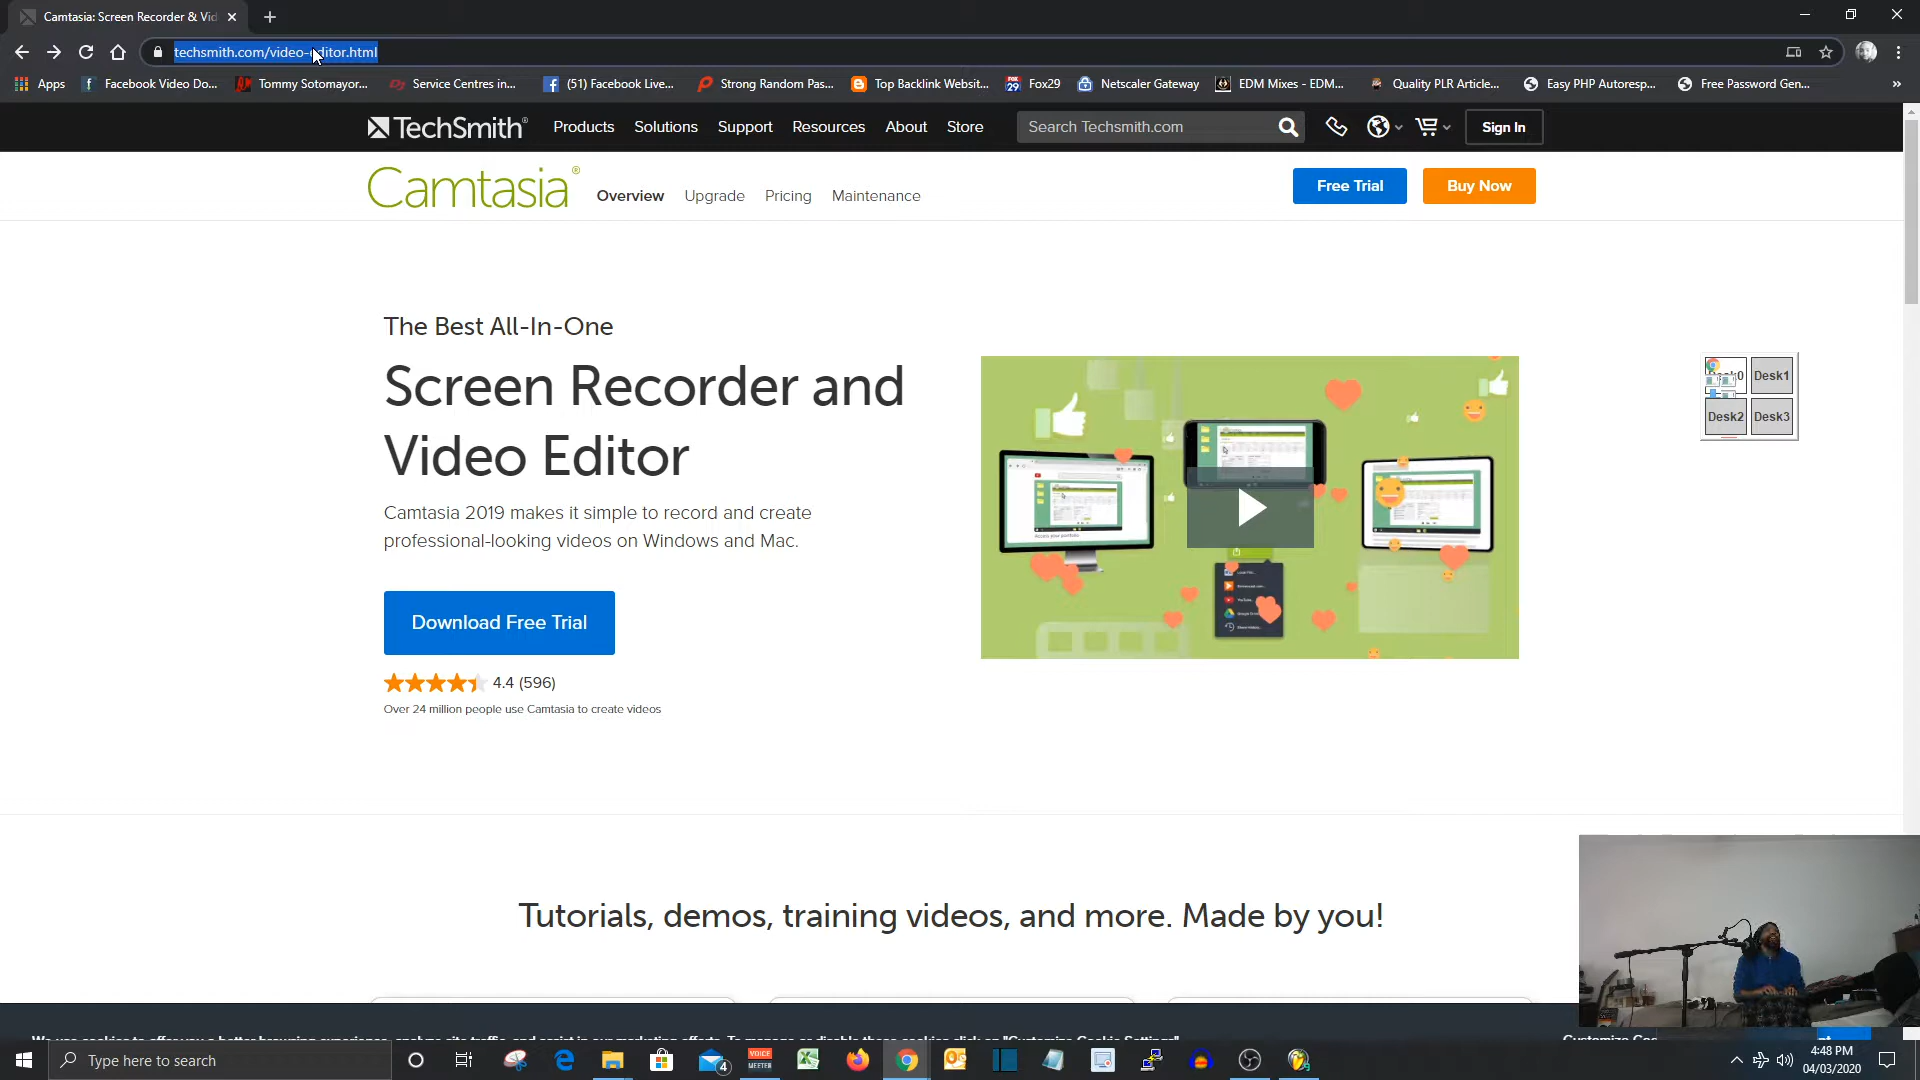 Camtasia: Screen Recorder & Vid
techsmith.com/video-editor.html
Apps
Facebook Video Do...
Tommy Sotomayor...
Service Centres in...
(51) Facebook Live...
Strong Random Pas...
Top Backlink Websit...
Fox29
Netscaler Gateway
EDM Mixes - EDM...
Quality PLR Article...
Easy PHP Autoresp...
Free Password Gen...
TechSmith®
Products
Solutions
Support
Resources
About
Store
Search Techsmith.com
Sign In
Camtasia®
Overview
Upgrade
Pricing
Maintenance
Free Trial
Buy Now
The Best All-In-One
Screen Recorder and
Video Editor
Camtasia 2019 makes it simple to record and create
professional-looking videos on Windows and Mac.
Download Free Trial
4.4 (596)
Over 24 million people use Camtasia to create videos
Desk1
Desk2
Desk3
Tutorials, demos, training videos, and more. Made by you!
Type here to search
4
VOICE
MEETER
4:48 PM
04/03/2020